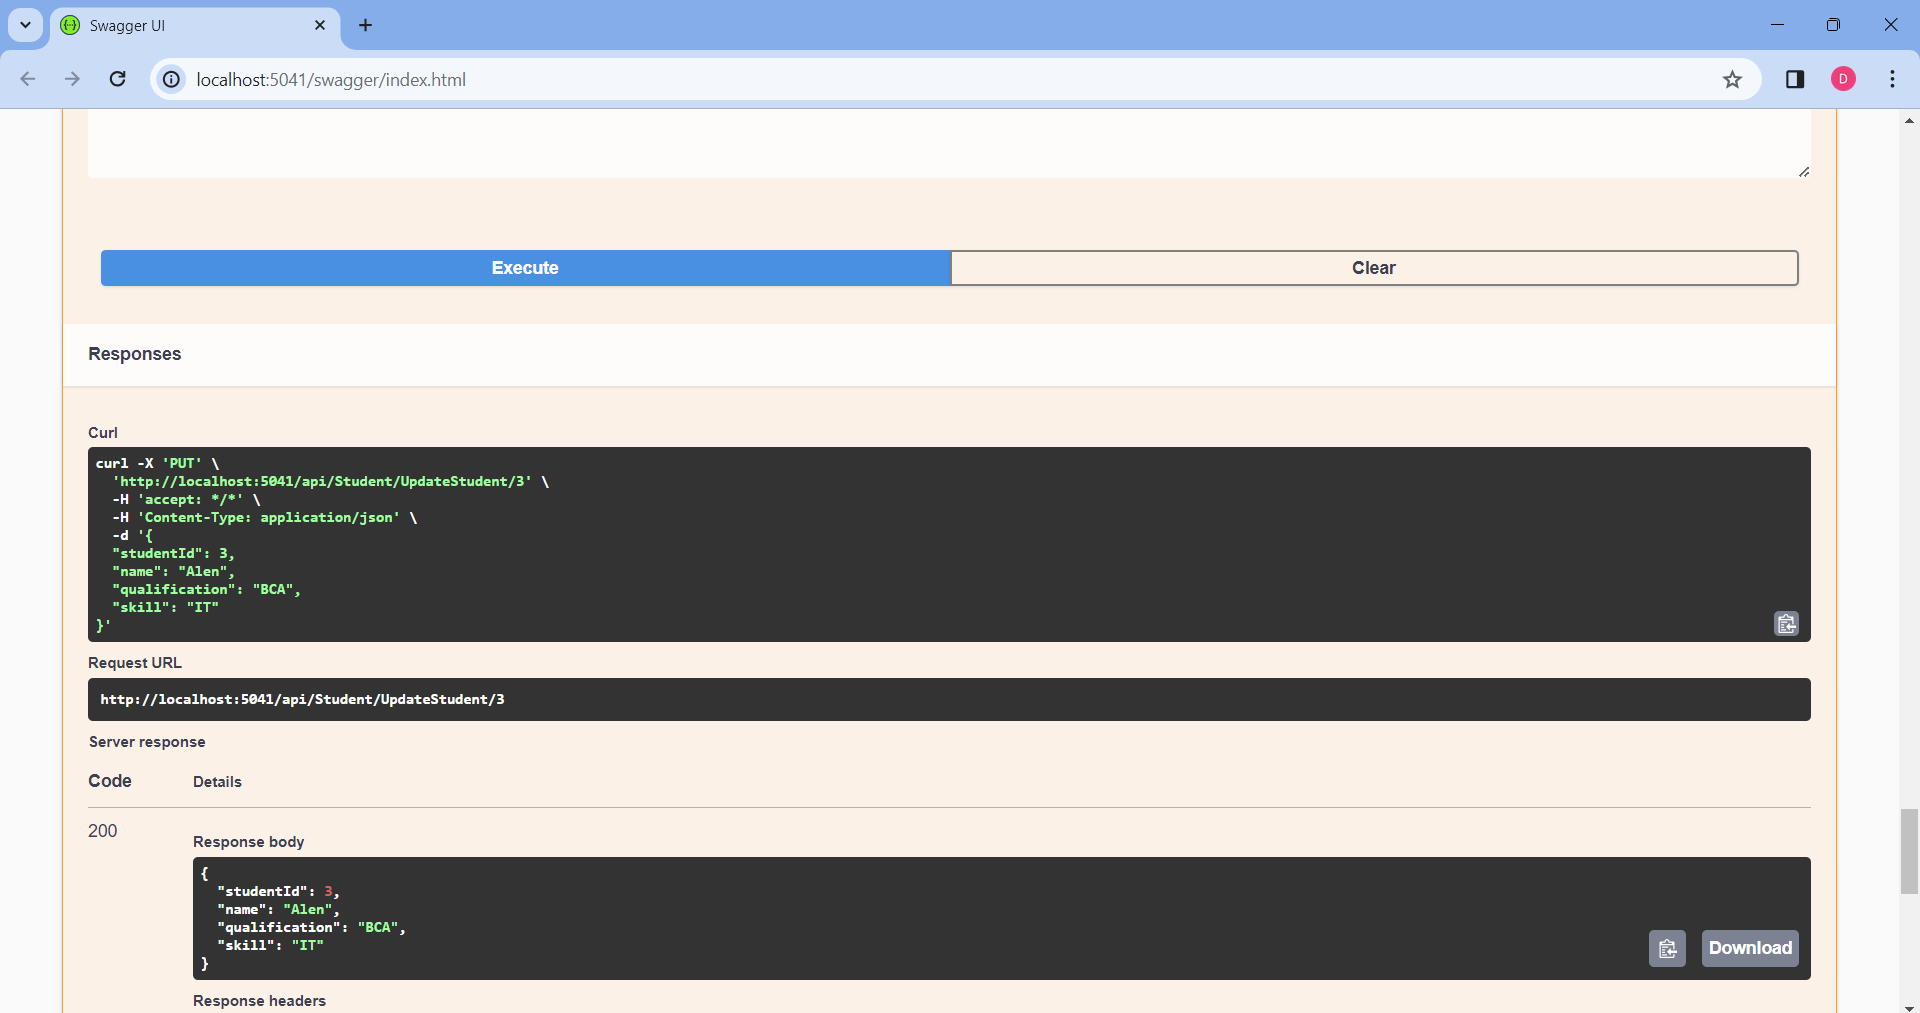 Swagger UI
localhost:5041/swagger/index.html
D
Execute
Clear
Responses
Curl
curl -X 'PUT' \
  'http://localhost:5041/api/Student/UpdateStudent/3' \
  -H 'accept: */*' \
  -H 'Content-Type: application/json' \
  -d '{
  "studentId": 3,
  "name": "Alen",
  "qualification": "BCA",
  "skill": "IT"
}'
Request URL
http://localhost:5041/api/Student/UpdateStudent/3
Server response
Code Details
200
Response body
{
  "studentId": 3,
  "name": "Alen",
  "qualification": "BCA",
  "skill": "IT"
}
Download
Response headers